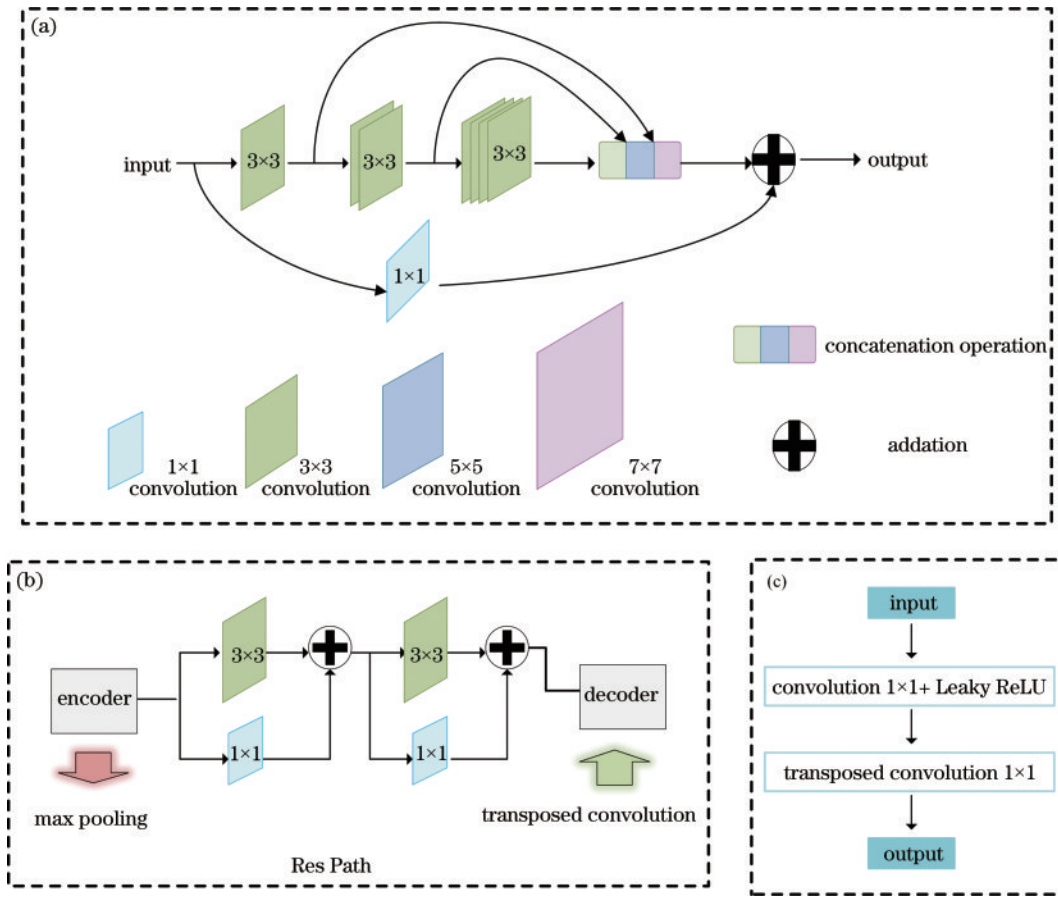 (a)
input
3×3
3×3
3×3
output
1×1
concatenation operation
addation
1×1
convolution
3×3
convolution
5×5
convolution
7×7
convolution
(b)
encoder
3×3
3×3
1×1
1×1
decoder
max pooling
transposed convolution
Res Path
(c)
input
convolution 1×1+ Leaky ReLU
transposed convolution 1×1
output